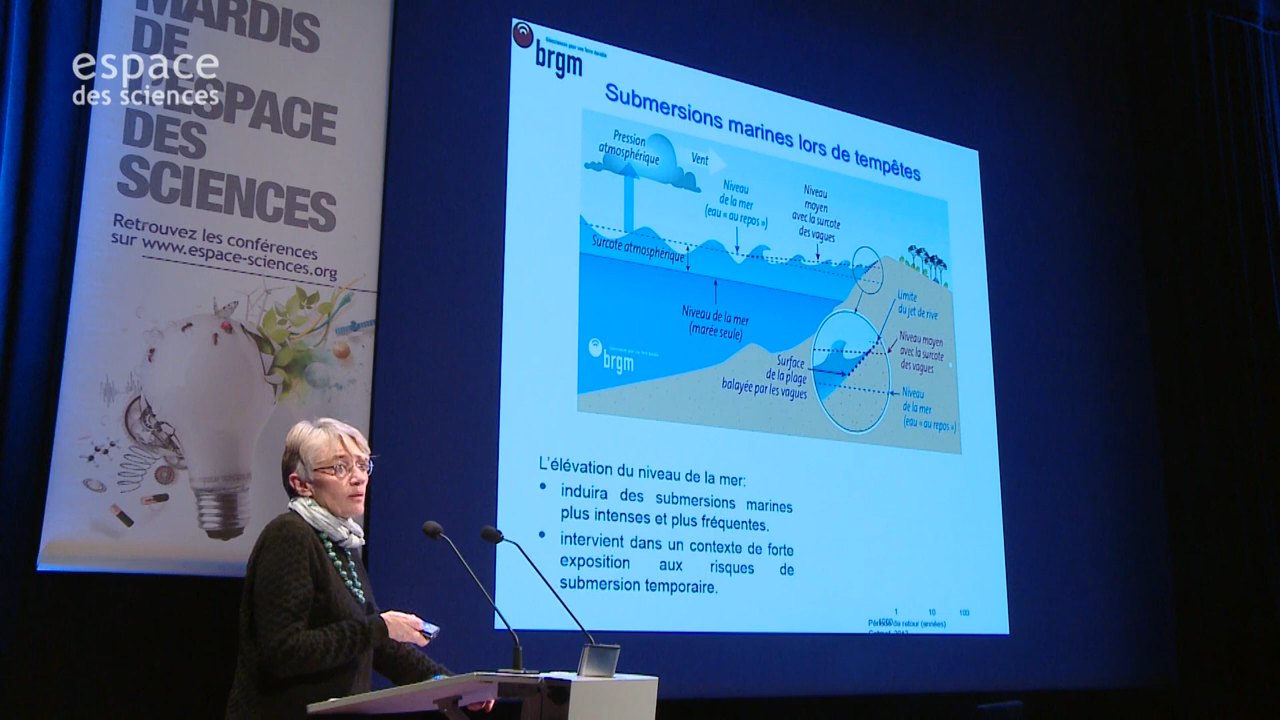 MARDIS
DE
L'ESPACE
DES
SCIENCES
Retrouvez les conférences
sur www.espace-sciences.org
espace
des sciences
brgm
Submersions marines lors de tempêtes
Pression
atmosphérique
Vent
Niveau
de la mer
(eau « au repos »)
Niveau
moyen
avec la surcote
des vagues
Surcote atmosphérique
Niveau de la mer
(marée seule)
Limite
du jet de rive
Niveau moyen
avec la surcote
des vagues
Surface
de la plage
balayée par les vagues
Niveau
de la mer
(eau « au repos »)
brgm
L'élévation du niveau de la mer:
• induira des submersions marines
plus intenses et plus fréquentes.
• intervient dans un contexte de forte
exposition aux risques de
submersion temporaire.
1 10 100
1000
Période de retour (années)